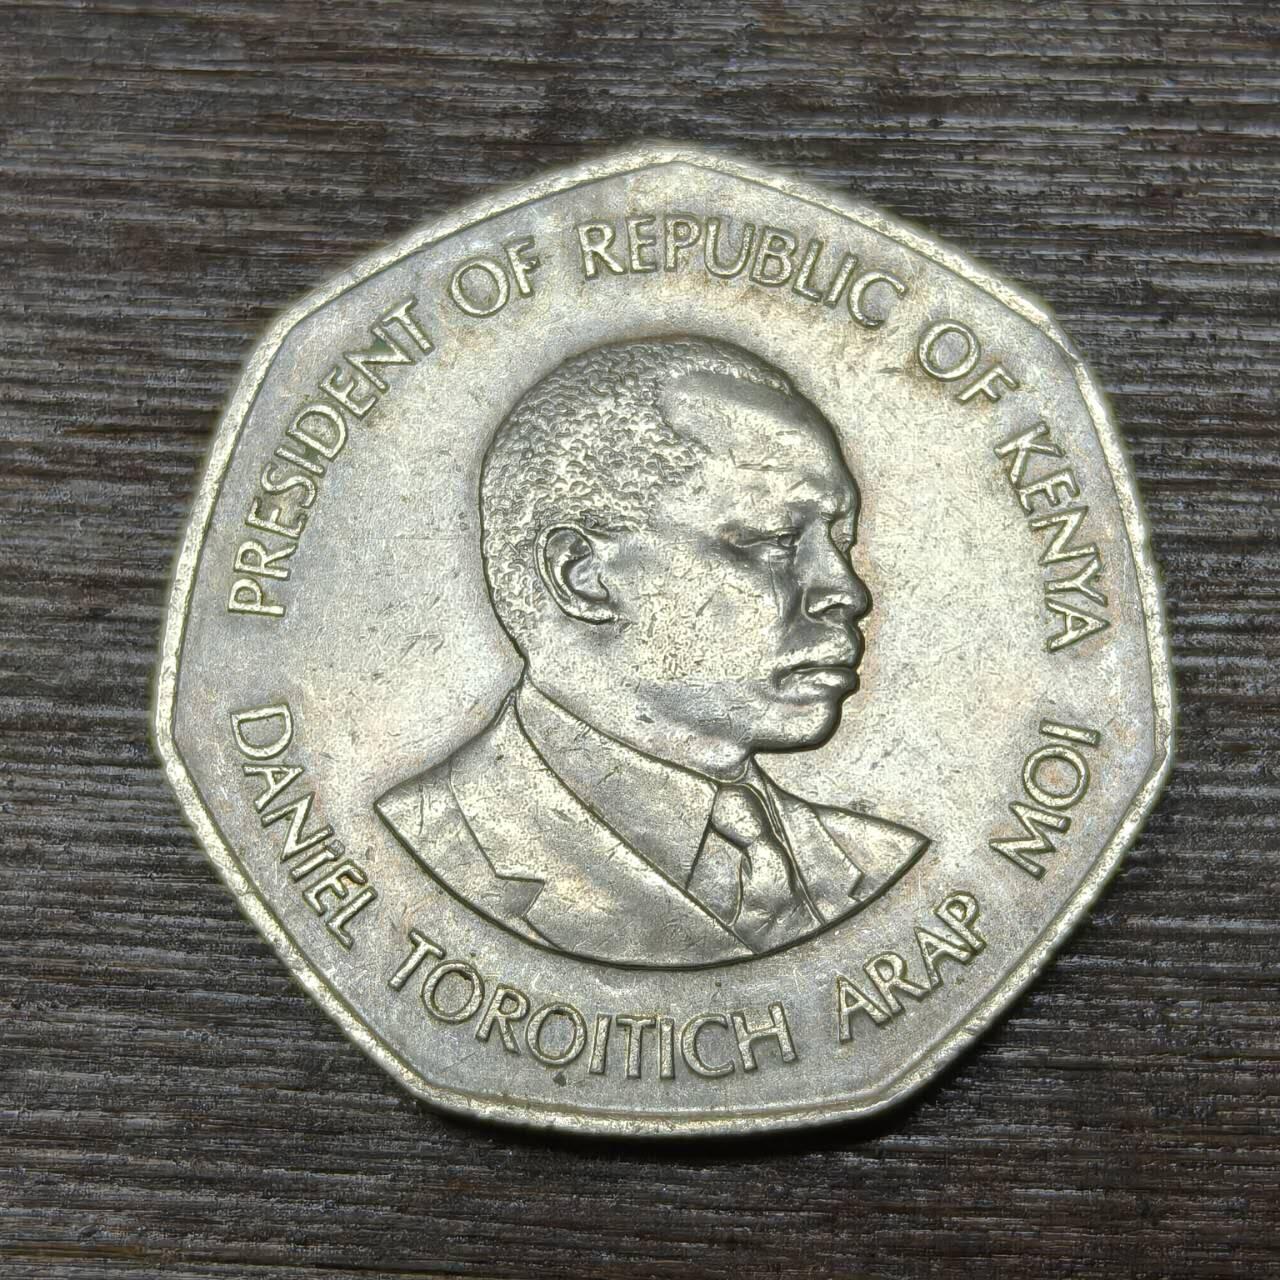 PRESIDENT OF REPUBLIC OF KENYA
DANIEL TOROITICH ARAP MOI